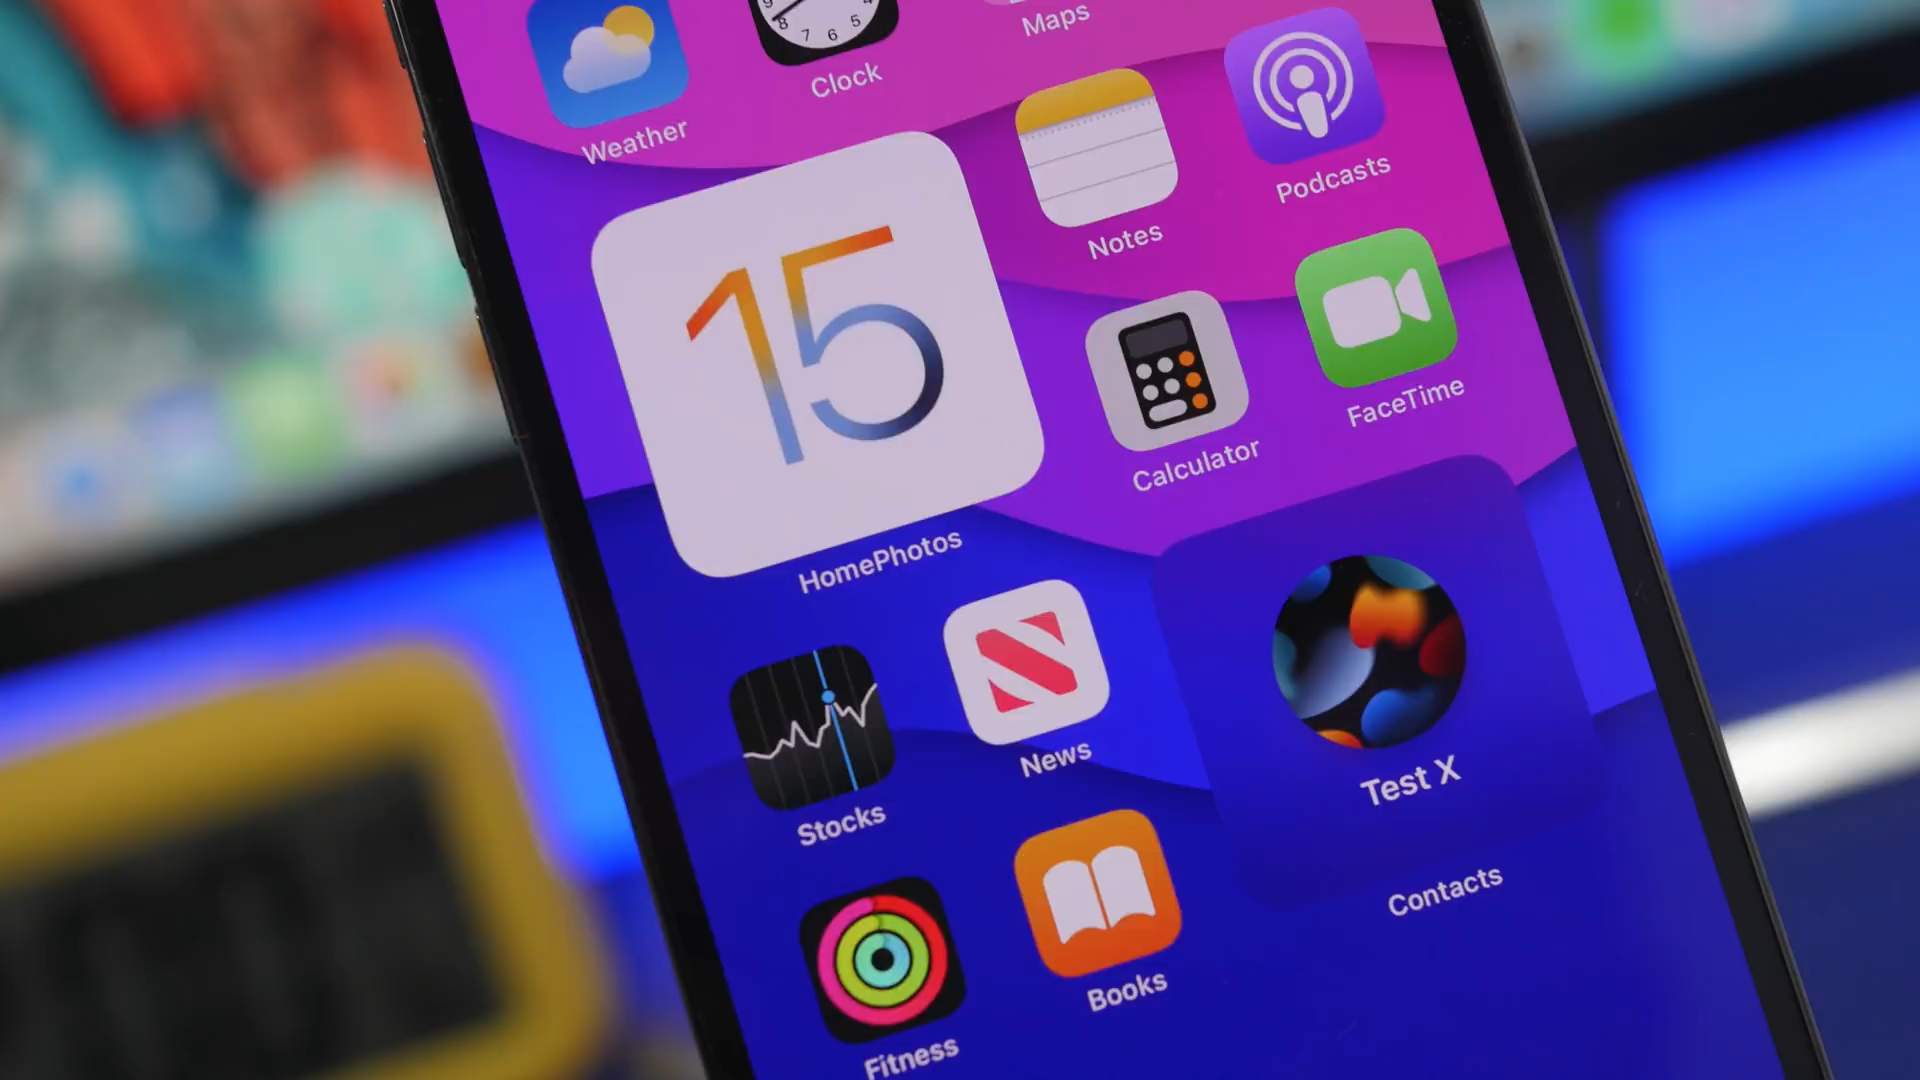 Maps
Clock
Weather
Podcasts
Notes
15
FaceTime
Calculator
HomePhotos
News
Test X
Stocks
Contacts
Books
Fitness